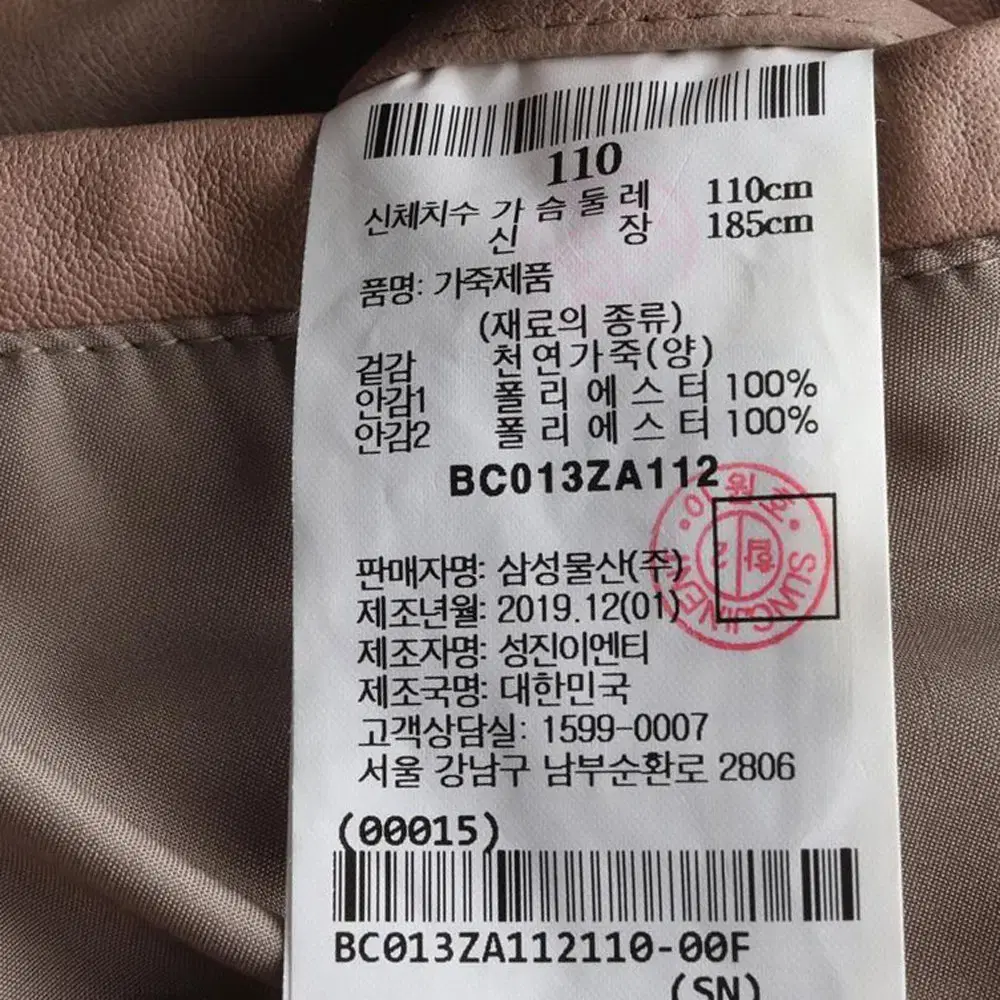 110
신체치수 가 슴 둘 레 110cm
신 장 185cm
품명: 가죽제품
(재료의 종류)
겉감 천연가죽(양)
안감1 폴 리 에 스 터 100%
안감2 폴 리 에 스 터 100%
BC013ZA112
이원호
합
2
판매자명: 삼성물산(주)
제조년월: 2019.12(01)
제조자명: 성진이엔티
제조국명: 대한민국
고객상담실: 1599-0007
서울 강남구 남부순환로 2806
(00015)
BC013ZA112110-00F
(SN)